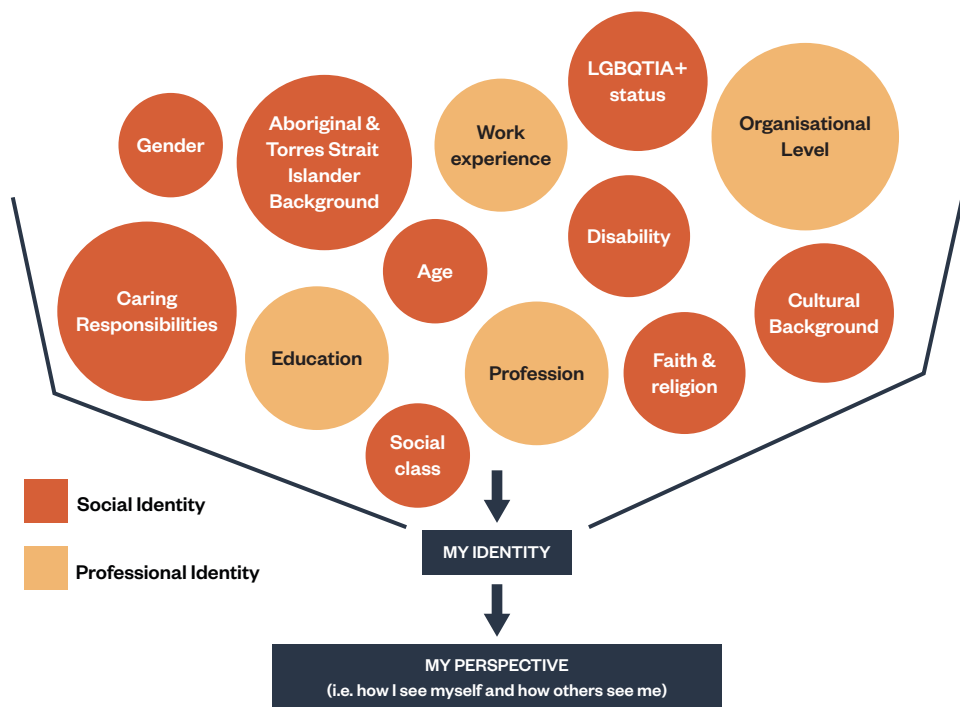 LGBQTIA+
status
Gender
Aboriginal &
Torres Strait
Islander
Background
Work
experience
Organisational
Level
Age
Disability
Caring
Responsibilities
Cultural
Background
Education
Profession
Faith &
religion
Social
class
Social Identity
Professional Identity
MY IDENTITY
MY PERSPECTIVE
(i.e. how I see myself and how others see me)